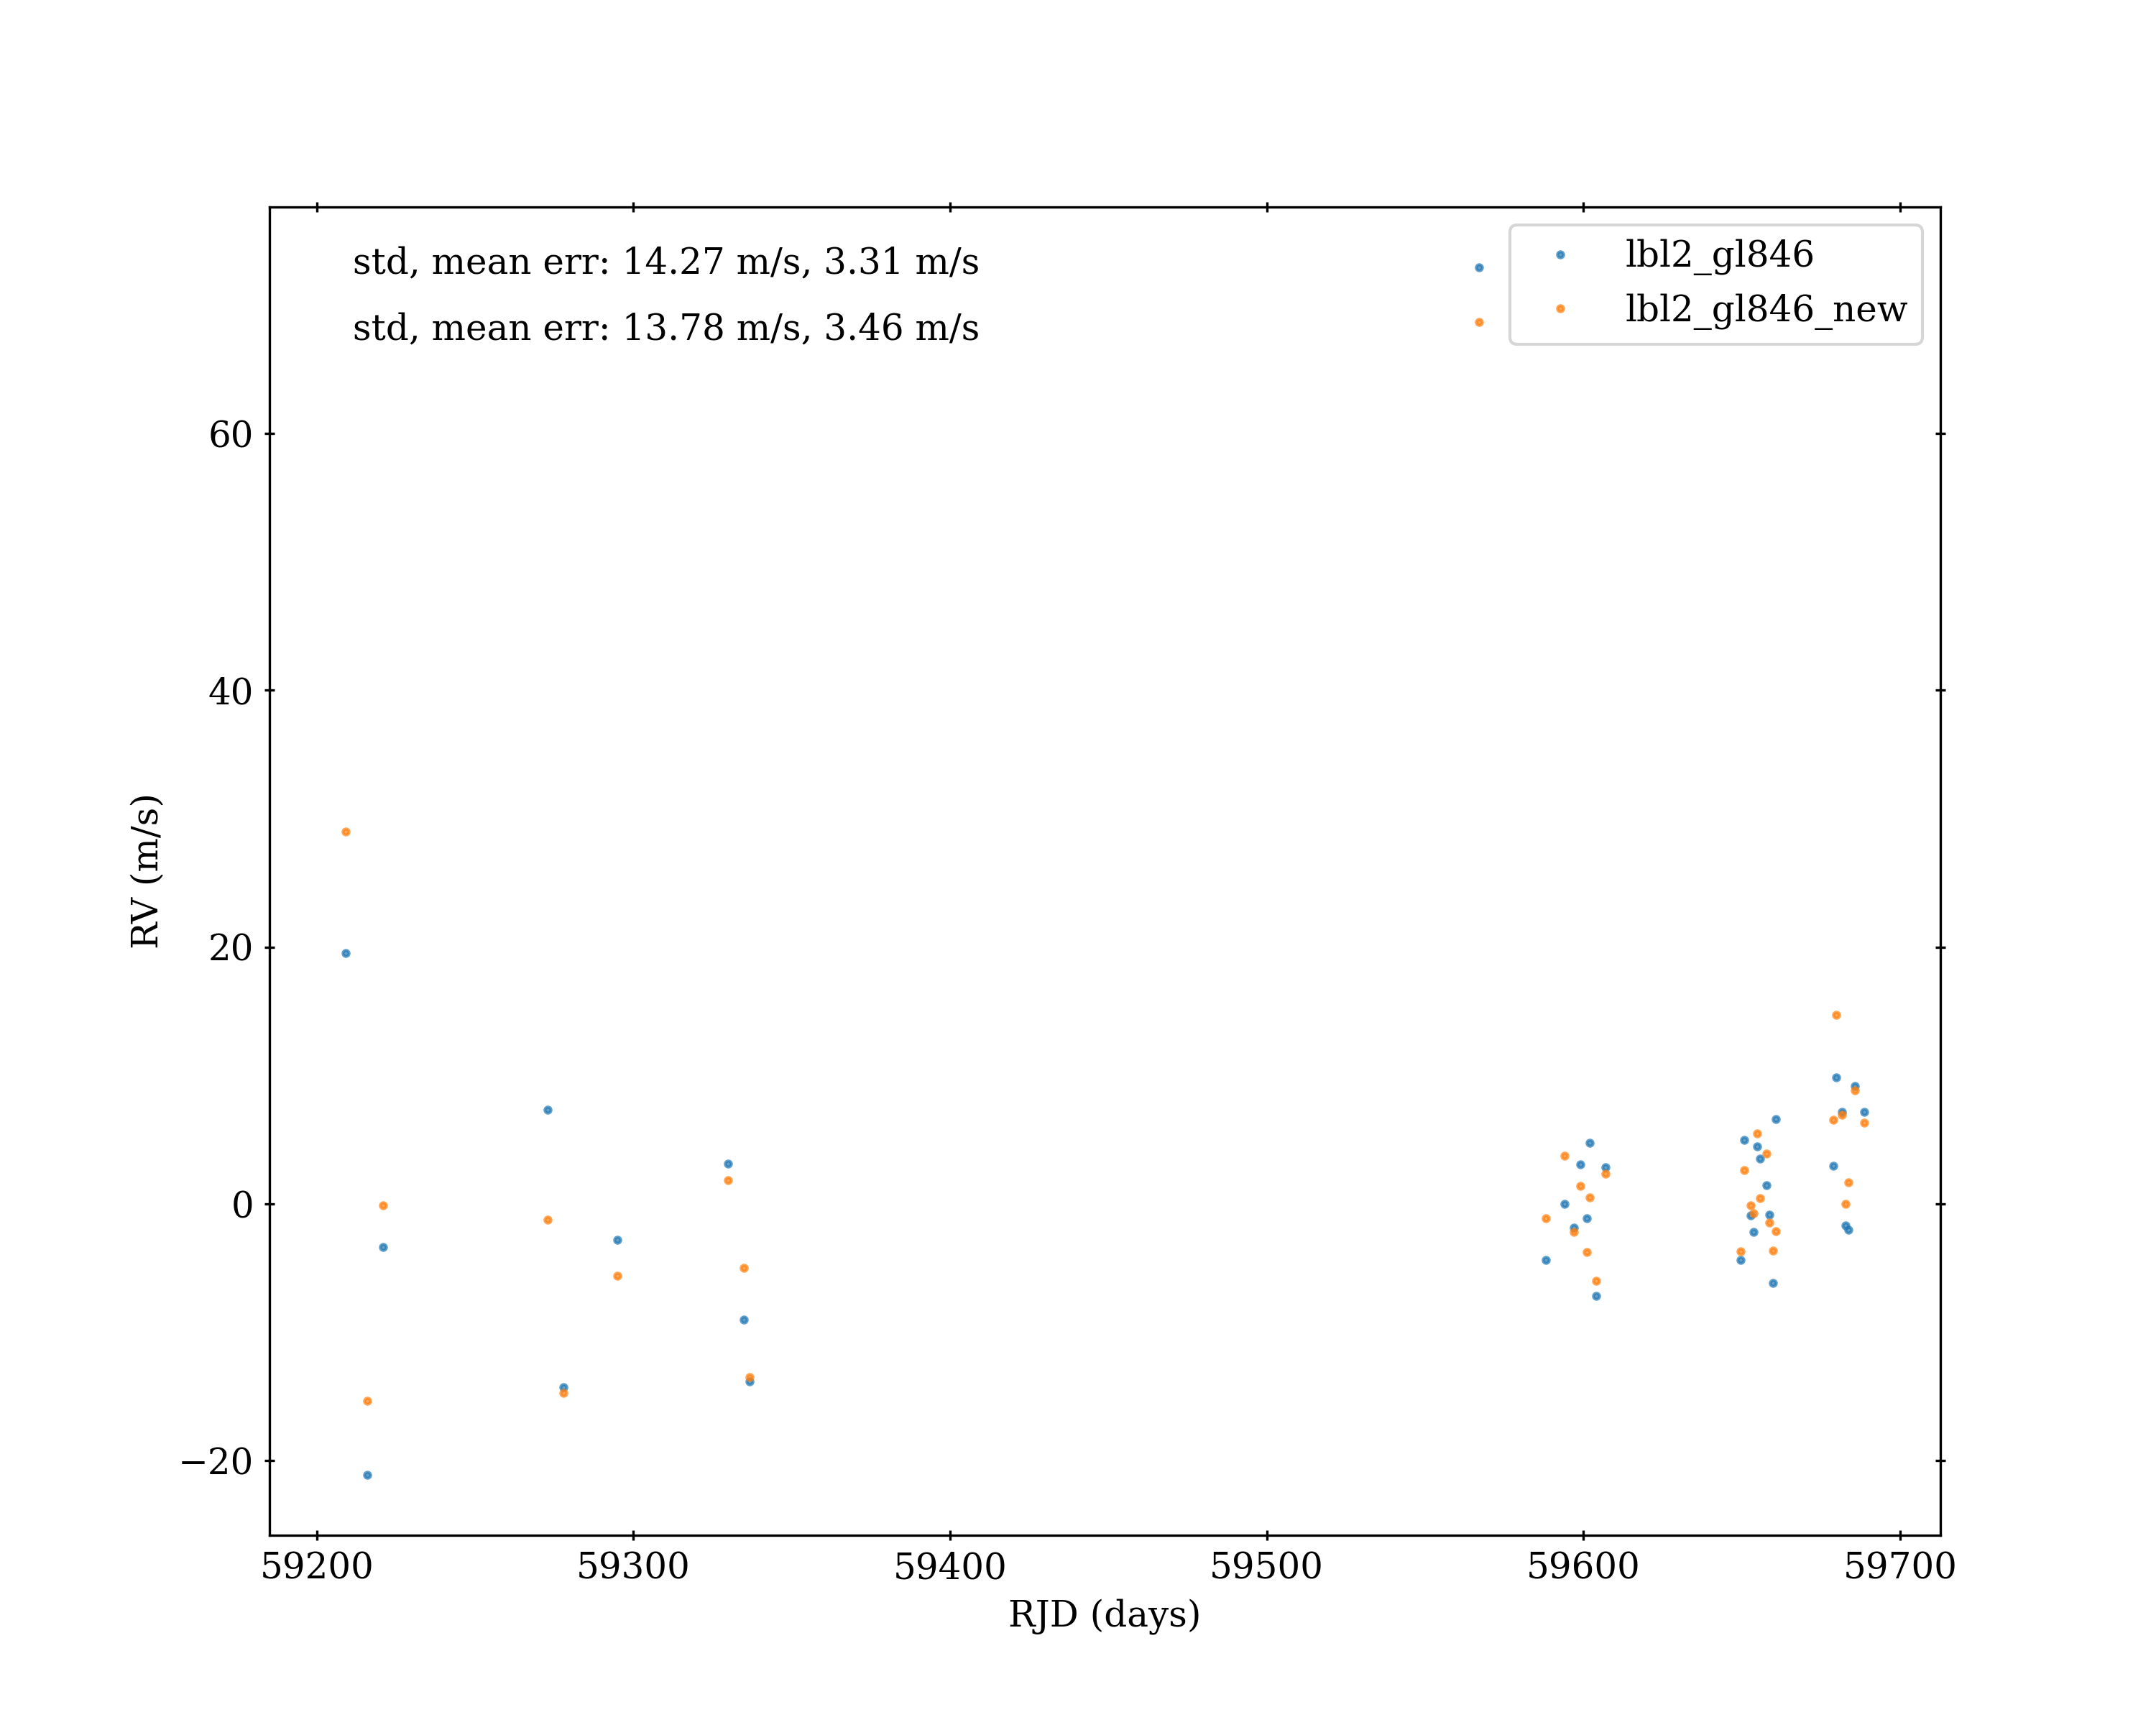 std, mean err: 14.27 m/s, 3.31 m/s
std, mean err: 13.78 m/s, 3.46 m/s
lbl2_gl846
lbl2_gl846_new
60
40
20
0
−20
RV (m/s)
59200 59300 59400 59500 59600 59700
RJD (days)